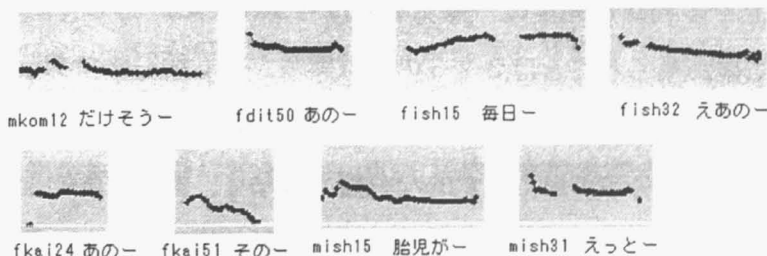 mkom12 だけそうー fdit50 あのー fish15 毎日ー fish32 えあのー
fkai24 あのー fkai51 そのー mish15 胎児がー mish31 えっとー